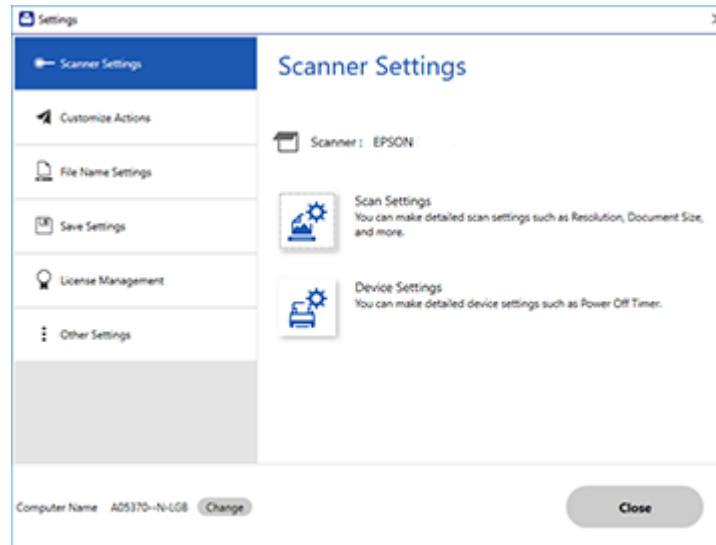 Settings
Scanner Settings
Customize Actions
File Name Settings
Save Settings
License Management
Other Settings
Scanner Settings
Scanner : EPSON
Scan Settings
You can make detailed scan settings such as Resolution, Document Size,
and more.
Device Settings
You can make detailed device settings such as Power Off Timer.
Computer Name A05370--N-LGB Change
Close